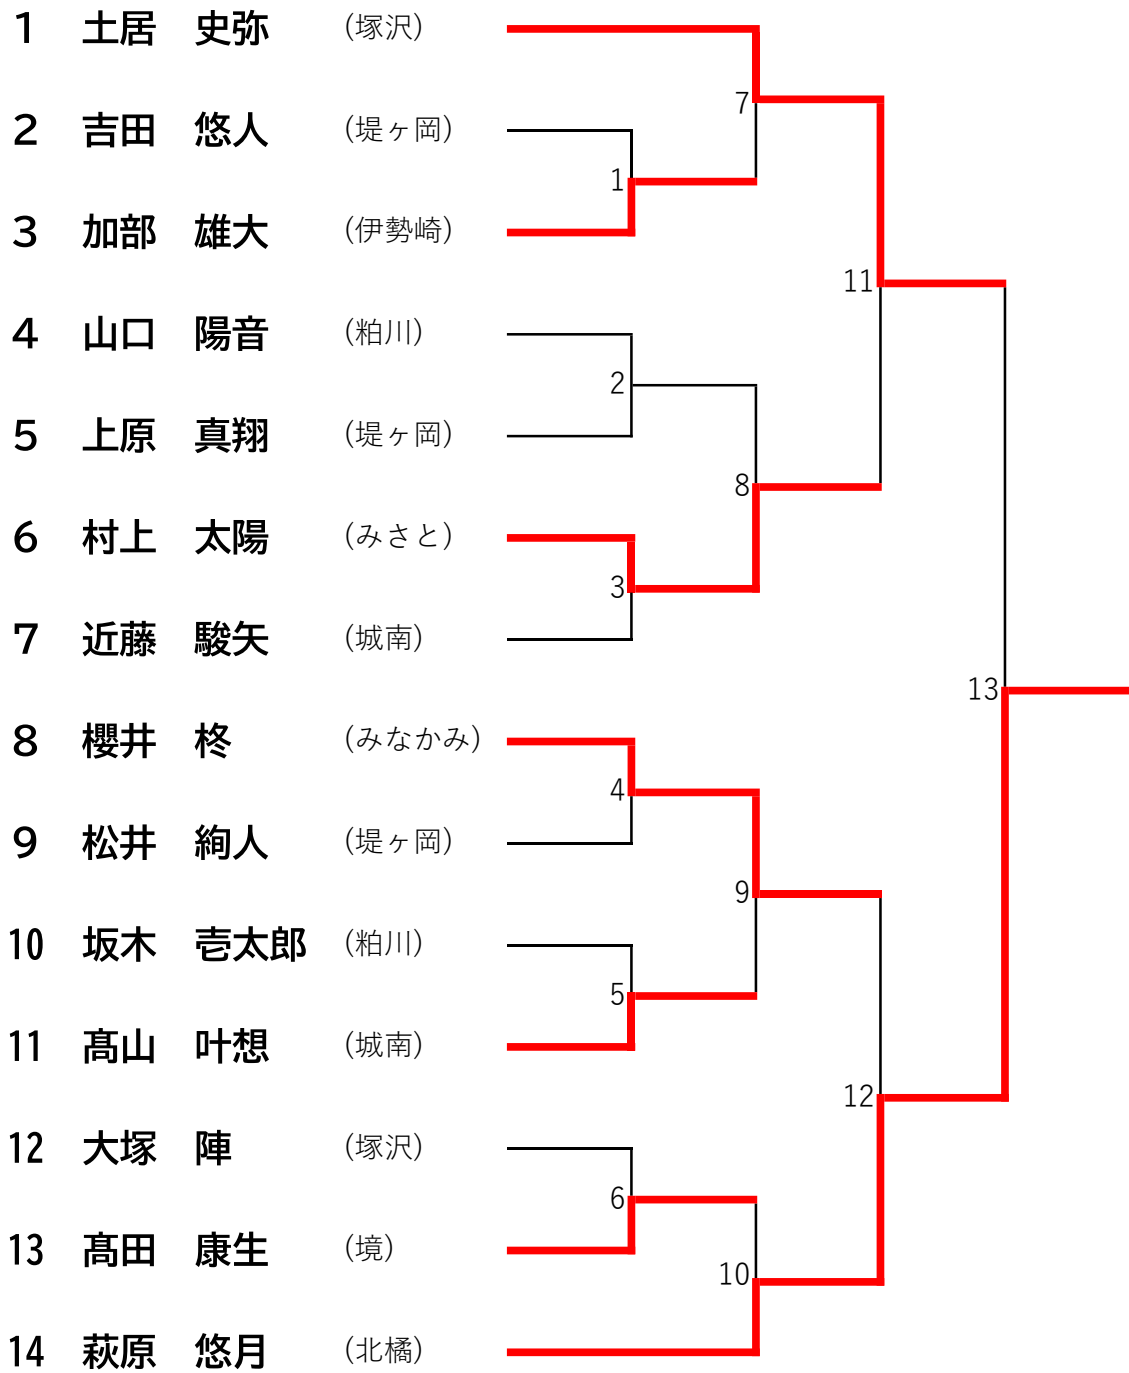 1 土居 史弥 (塚沢)
7
2 吉田 悠人 (堤ヶ岡)
1
3 加部 雄大 (伊勢崎)
11
4 山口 陽音 (粕川)
2
5 上原 真翔 (堤ヶ岡)
8
6 村上 太陽 (みさと)
3
7 近藤 駿矢 (城南)
13
8 櫻井 柊 (みなかみ)
4
9 松井 絢人 (堤ヶ岡)
9
10 坂木 壱太郎 (粕川)
5
11 髙山 叶想 (城南)
12
12 大塚 陣 (塚沢)
6
13 髙田 康生 (境)
10
14 萩原 悠月 (北橘)